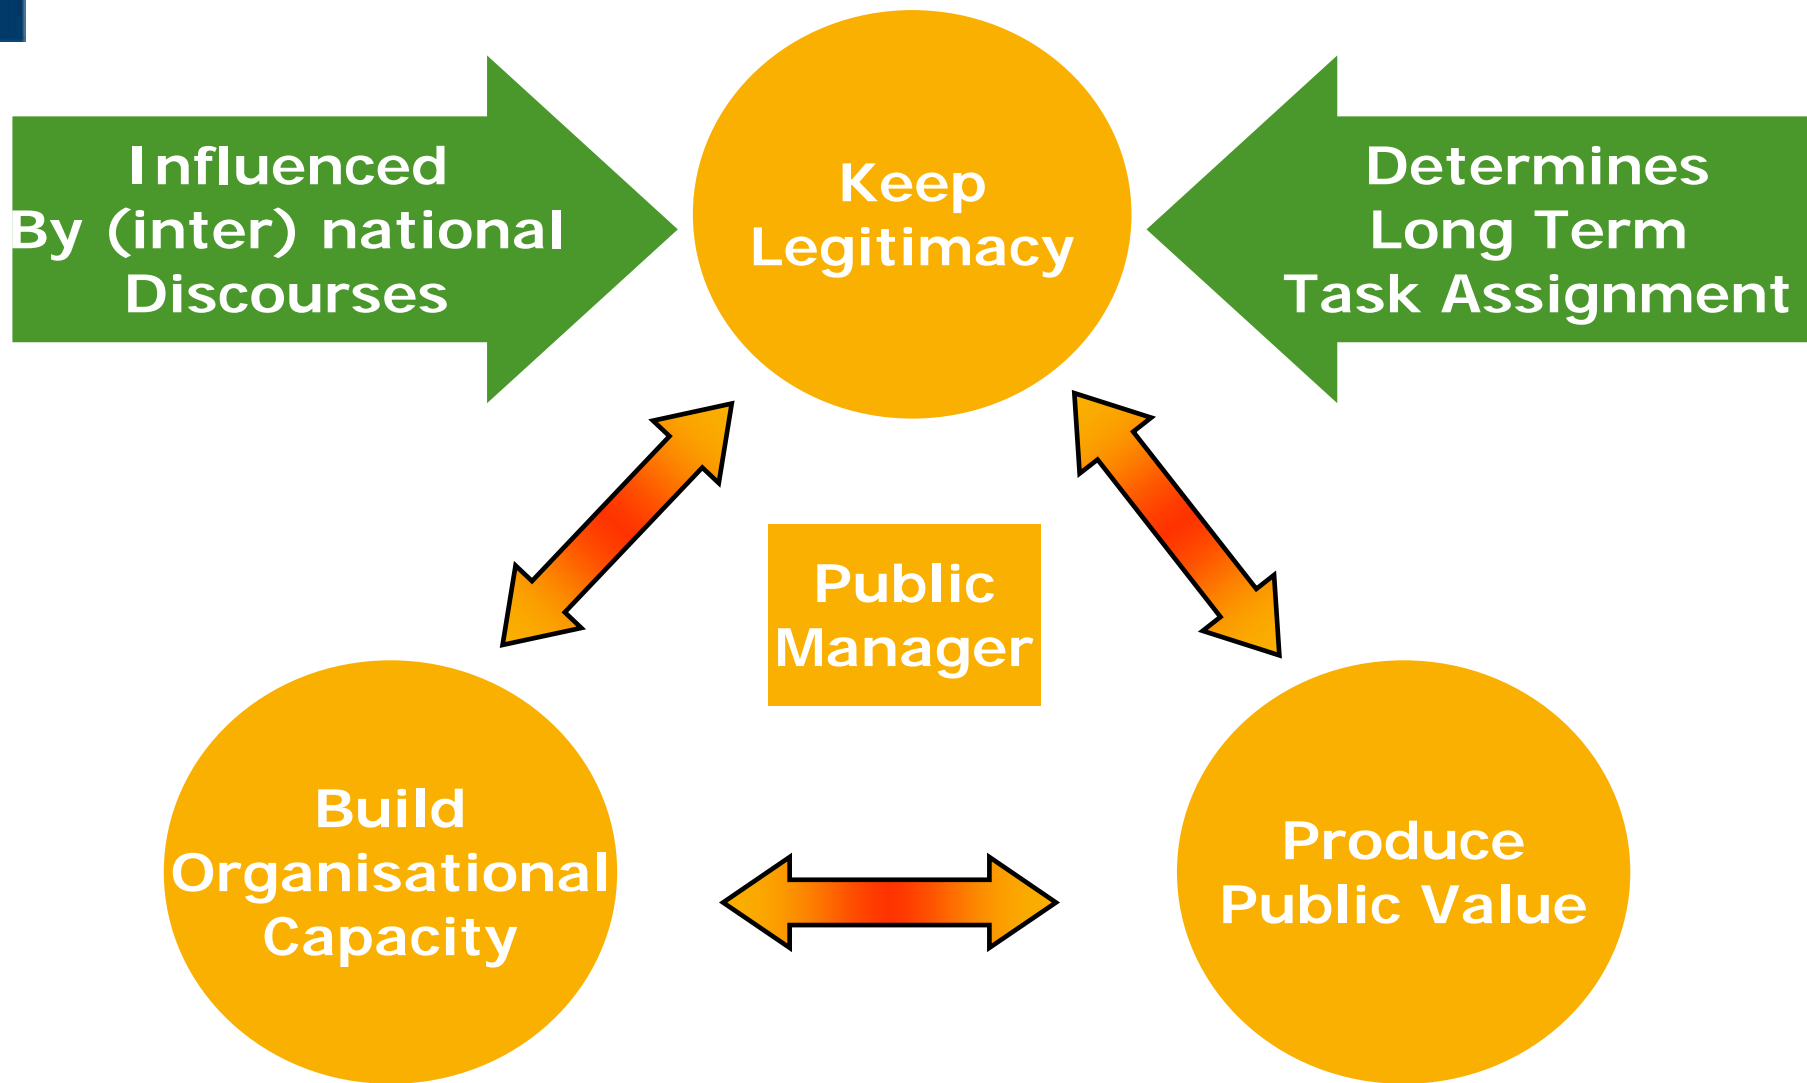 Influenced
By (inter) national
Discourses
Keep
Legitimacy
Determines
Long Term
Task Assignment
Public
Manager
Build
Organisational
Capacity
Produce
Public Value